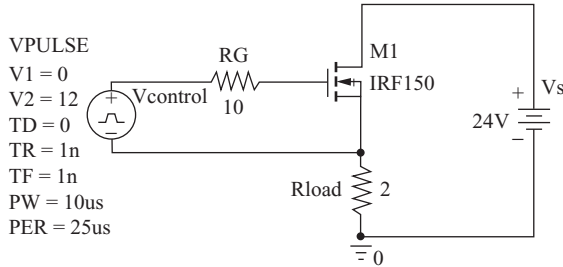 VPULSE
V1 = 0
V2 = 12
TD = 0
TR = 1n
TF = 1n
PW = 10us
PER = 25us
+
Vcontrol
−
RG
10
M1
IRF150
+
Vs
24V
−
Rload
2
0